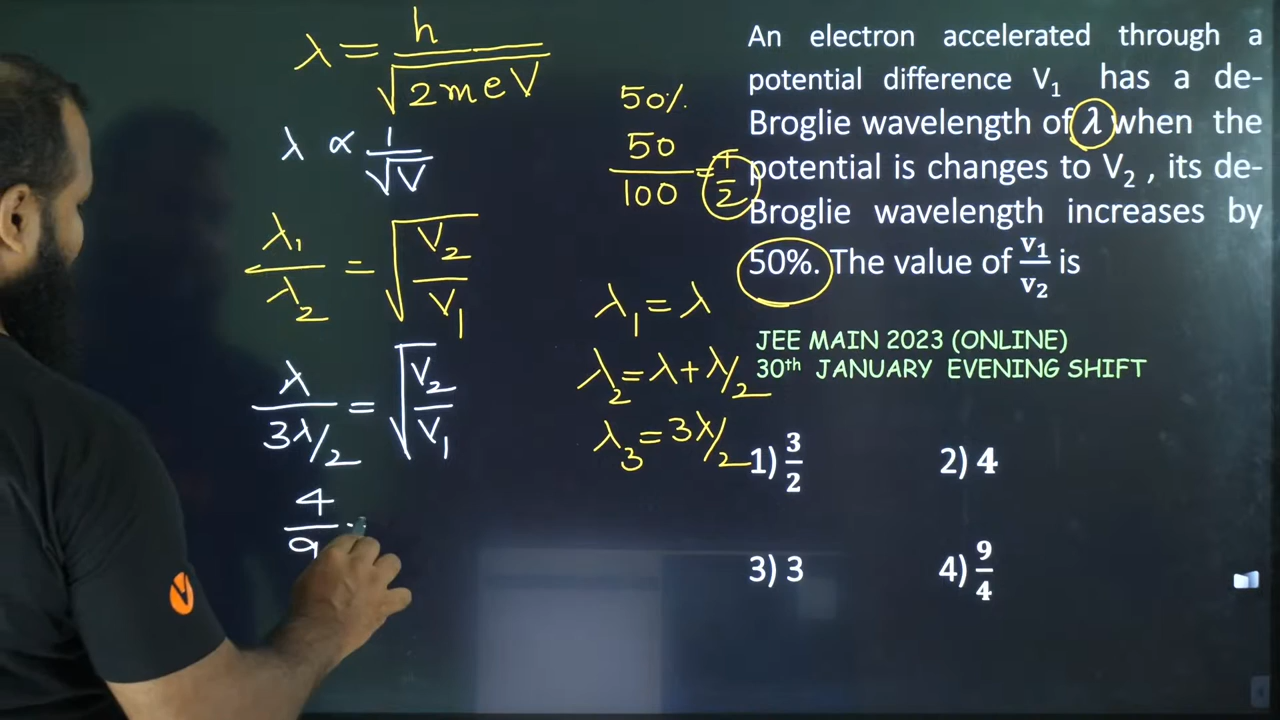 λ = h / √2meV
λ ∝ 1 / √V
λ₁ / λ₂ = √V₂ / V₁
λ / 3λ/2 = √V₂ / V₁
4 / 9
50%
50 / 100 = 1 / 2
λ₁ = λ
λ₂ = λ + λ/2
λ₃ = 3λ/2
An electron accelerated through a
potential difference V₁ has a de-
Broglie wavelength of λ when the
potential is changes to V₂ , its de-
Broglie wavelength increases by
50%. The value of v₁/v₂ is
JEE MAIN 2023 (ONLINE)
30th JANUARY EVENING SHIFT
1) 3/2 2) 4
3) 3 4) 9/4